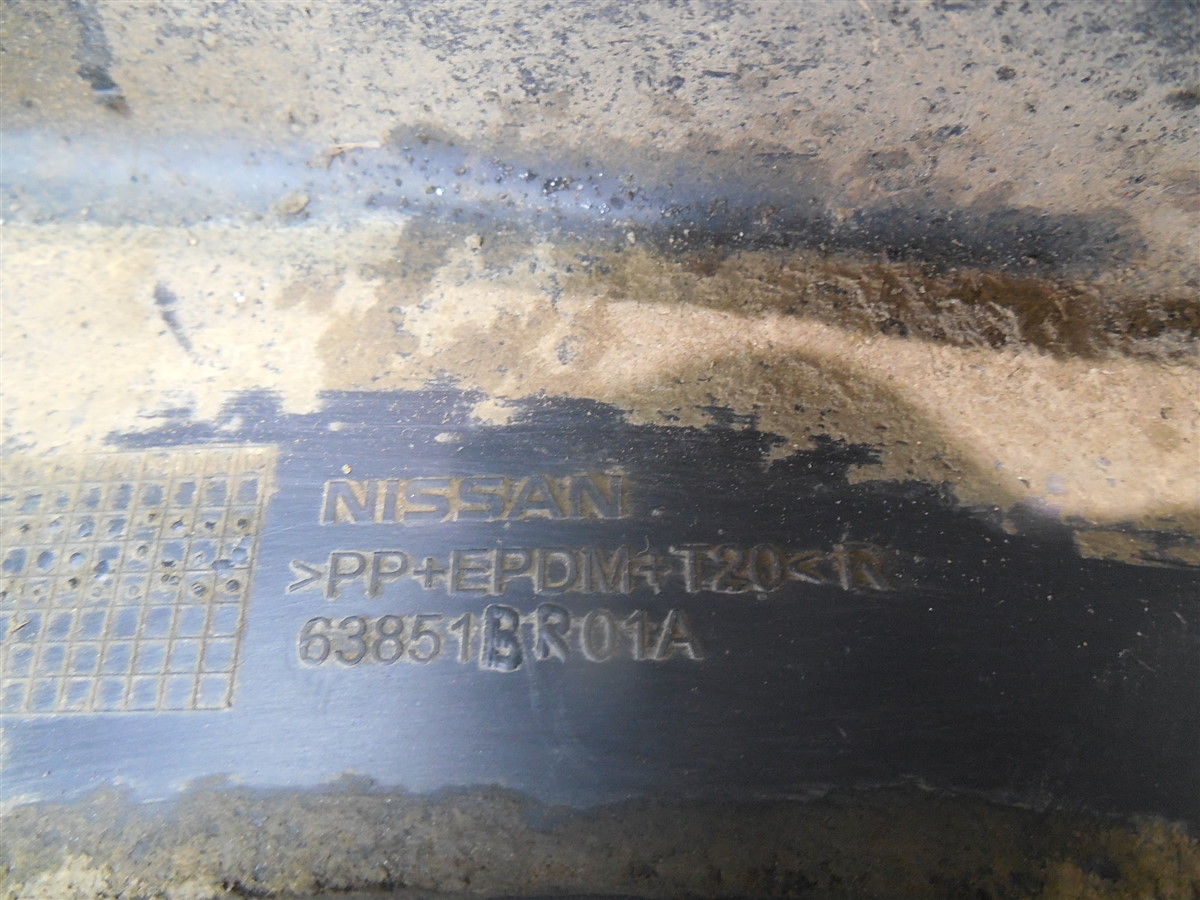 NISSAN
>PP+EPDM+T20< R
63851BR01A